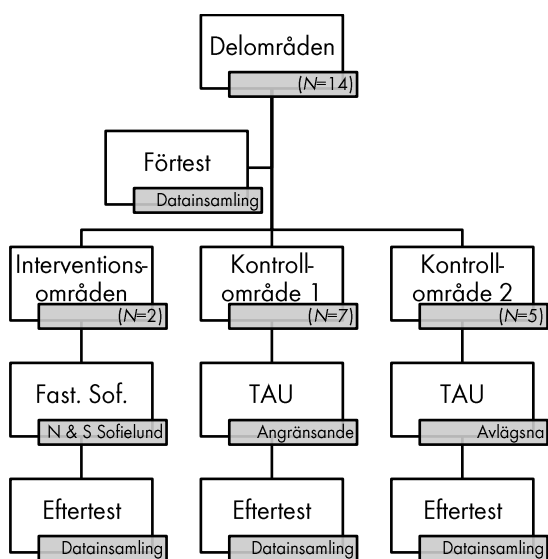 Delområden
(N=14)
Förtest
Datainsamling
Interventions-
områden
(N=2)
Kontroll-
område 1
(N=7)
Kontroll-
område 2
(N=5)
Fast. Sof.
N & S Sofielund
TAU
Angränsande
TAU
Avlägsna
Eftertest
Datainsamling
Eftertest
Datainsamling
Eftertest
Datainsamling